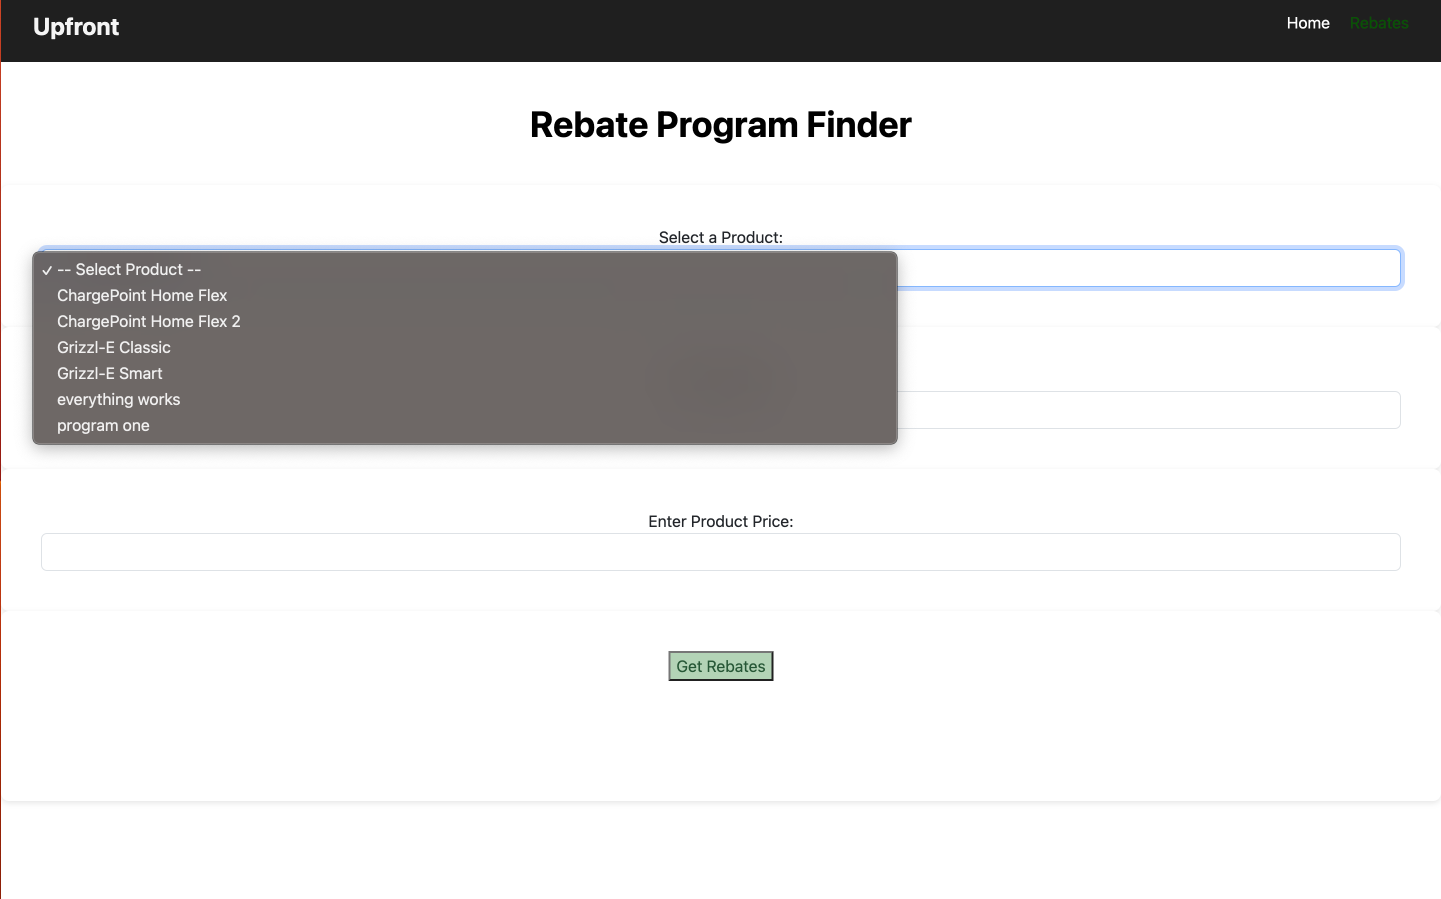 Upfront
Home Rebates
Rebate Program Finder
Select a Product:
✓ -- Select Product --
ChargePoint Home Flex
ChargePoint Home Flex 2
Grizzl-E Classic
Grizzl-E Smart
everything works
program one
Enter Product Price:
Get Rebates